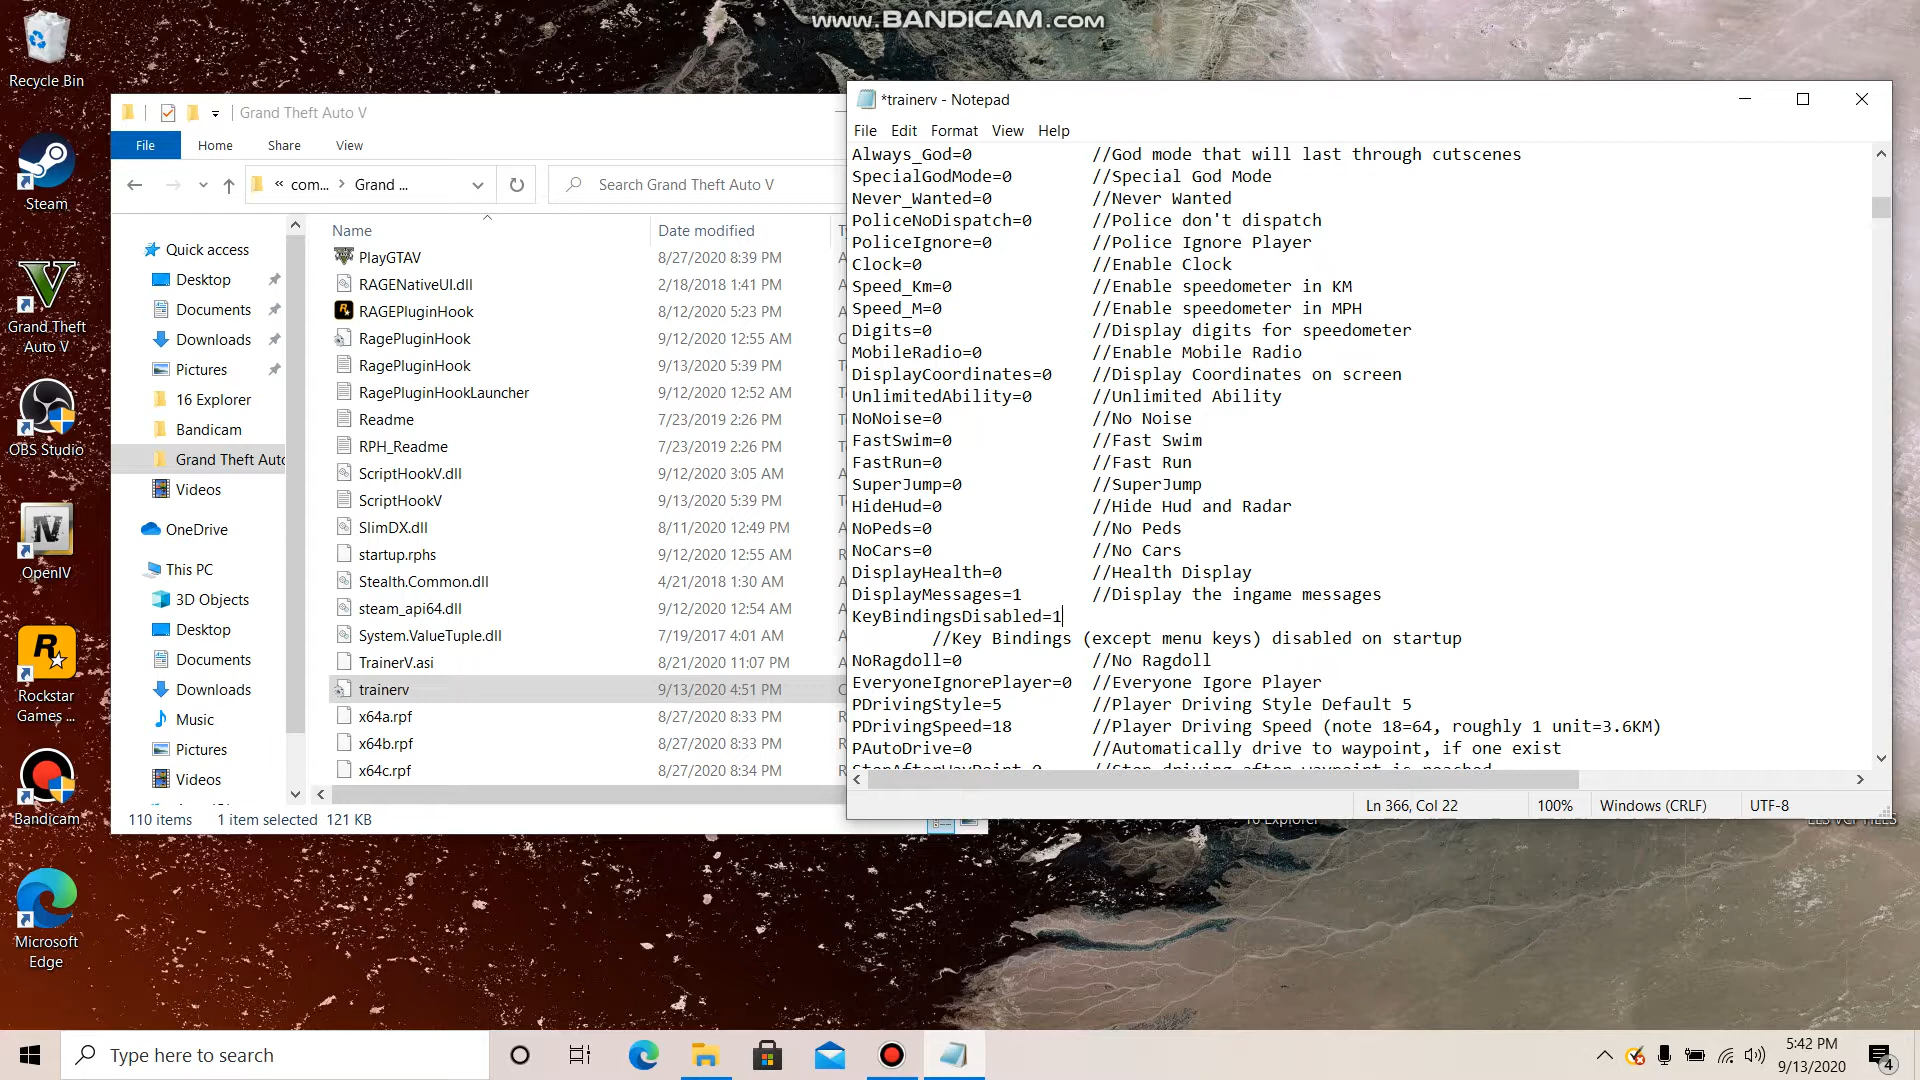 www.BANDICAM.com
Recycle Bin
Steam
Grand Theft
Auto V
OBS Studio
OpenIV
Rockstar
Games ...
Bandicam
Microsoft
Edge
Grand Theft Auto V
File
Home
Share
View
« com... > Grand ...
Search Grand Theft Auto V
Quick access
Desktop
Documents
Downloads
Pictures
16 Explorer
Bandicam
Grand Theft Auto
Videos
OneDrive
This PC
3D Objects
Desktop
Documents
Downloads
Music
Pictures
Videos
Name Date modified
PlayGTAV 8/27/2020 8:39 PM
RAGENativeUI.dll 2/18/2018 1:41 PM
RAGEPluginHook 8/12/2020 5:23 PM
RagePluginHook 9/12/2020 12:55 AM
RagePluginHook 9/13/2020 5:39 PM
RagePluginHookLauncher 9/12/2020 12:52 AM
Readme 7/23/2019 2:26 PM
RPH_Readme 7/23/2019 2:26 PM
ScriptHookV.dll 9/12/2020 3:05 AM
ScriptHookV 9/13/2020 5:39 PM
SlimDX.dll 8/11/2020 12:49 PM
startup.rphs 9/12/2020 12:55 AM
Stealth.Common.dll 4/21/2018 1:30 AM
steam_api64.dll 9/12/2020 12:54 AM
System.ValueTuple.dll 7/19/2017 4:01 AM
TrainerV.asi 8/21/2020 11:07 PM
trainerv 9/13/2020 4:51 PM
x64a.rpf 8/27/2020 8:33 PM
x64b.rpf 8/27/2020 8:33 PM
x64c.rpf 8/27/2020 8:34 PM
110 items 1 item selected 121 KB
*trainerv - Notepad
File Edit Format View Help
Always_God=0 //God mode that will last through cutscenes
SpecialGodMode=0 //Special God Mode
Never_Wanted=0 //Never Wanted
PoliceNoDispatch=0 //Police don't dispatch
PoliceIgnore=0 //Police Ignore Player
Clock=0 //Enable Clock
Speed_Km=0 //Enable speedometer in KM
Speed_M=0 //Enable speedometer in MPH
Digits=0 //Display digits for speedometer
MobileRadio=0 //Enable Mobile Radio
DisplayCoordinates=0 //Display Coordinates on screen
UnlimitedAbility=0 //Unlimited Ability
NoNoise=0 //No Noise
FastSwim=0 //Fast Swim
FastRun=0 //Fast Run
SuperJump=0 //SuperJump
HideHud=0 //Hide Hud and Radar
NoPeds=0 //No Peds
NoCars=0 //No Cars
DisplayHealth=0 //Health Display
DisplayMessages=1 //Display the ingame messages
KeyBindingsDisabled=1
//Key Bindings (except menu keys) disabled on startup
NoRagdoll=0 //No Ragdoll
EveryoneIgnorePlayer=0 //Everyone Igore Player
PDrivingStyle=5 //Player Driving Style Default 5
PDrivingSpeed=18 //Player Driving Speed (note 18=64, roughly 1 unit=3.6KM)
PAutoDrive=0 //Automatically drive to waypoint, if one exist
StopAfterWayPoint=0 //Stop driving after waypoint is reached
Ln 366, Col 22 100% Windows (CRLF) UTF-8
16 Explorer
Type here to search
5:42 PM
9/13/2020
4